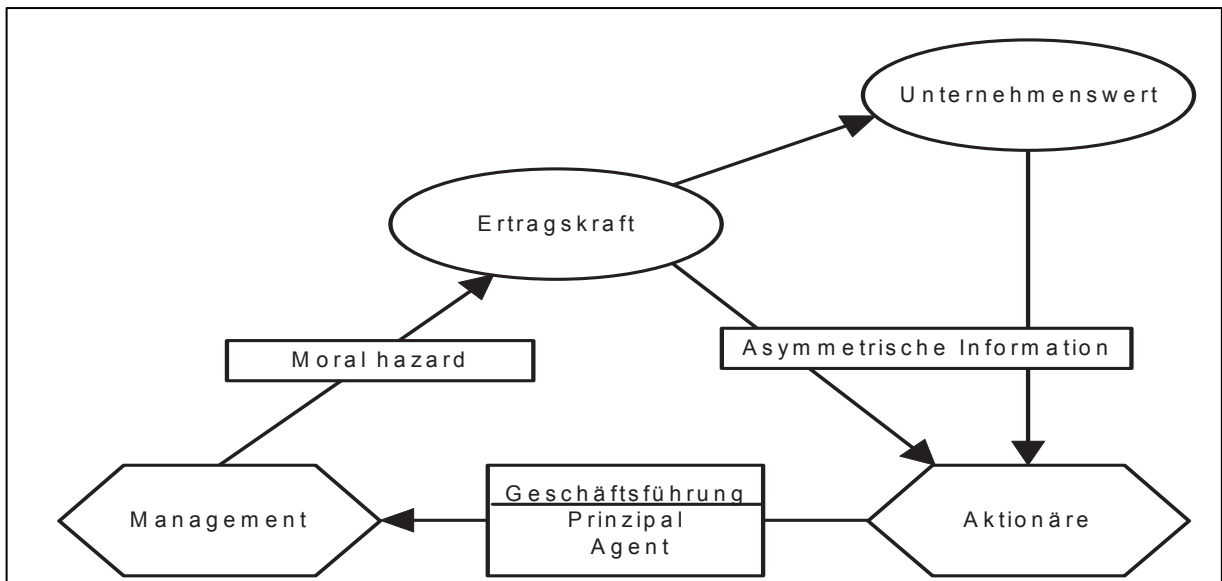 Unternehmenswert
Ertragskraft
Moral hazard
Asymmetrische Information
Management
Geschäftsführung
Prinzipal
Agent
Aktionäre